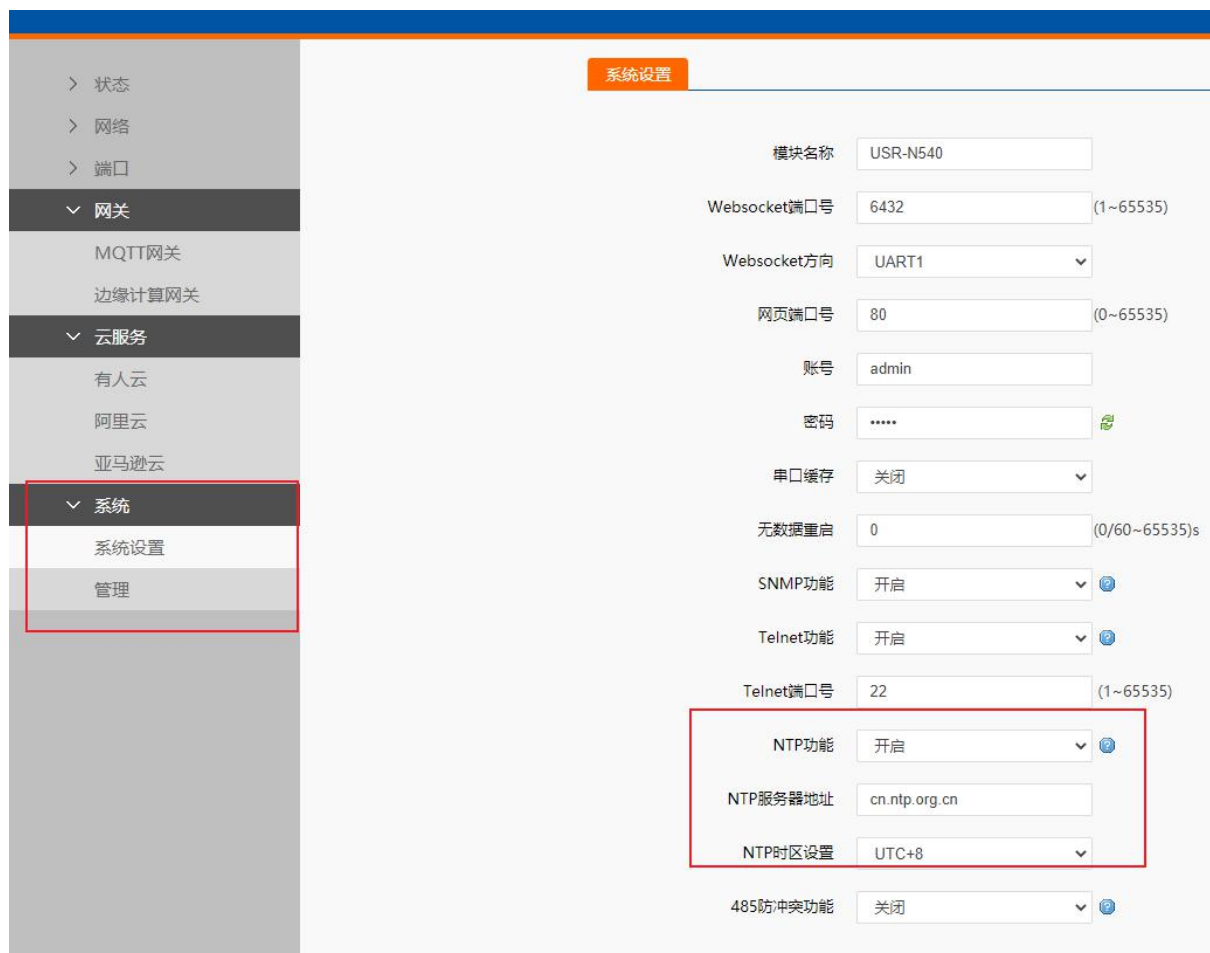 状态
网络
端口
网关
MQTT网关
边缘计算网关
云服务
有人云
阿里云
亚马逊云
系统
系统设置
管理
系统设置
模块名称 USR-N540
Websocket端口号 6432 (1~65535)
Websocket方向 UART1
网页端口号 80 (0~65535)
账号 admin
密码 •••••
串口缓存 关闭
无数据重启 0 (0/60~65535)s
SNMP功能 开启
Telnet功能 开启
Telnet端口号 22 (1~65535)
NTP功能 开启
NTP服务器地址 cn.ntp.org.cn
NTP时区设置 UTC+8
485防冲突功能 关闭